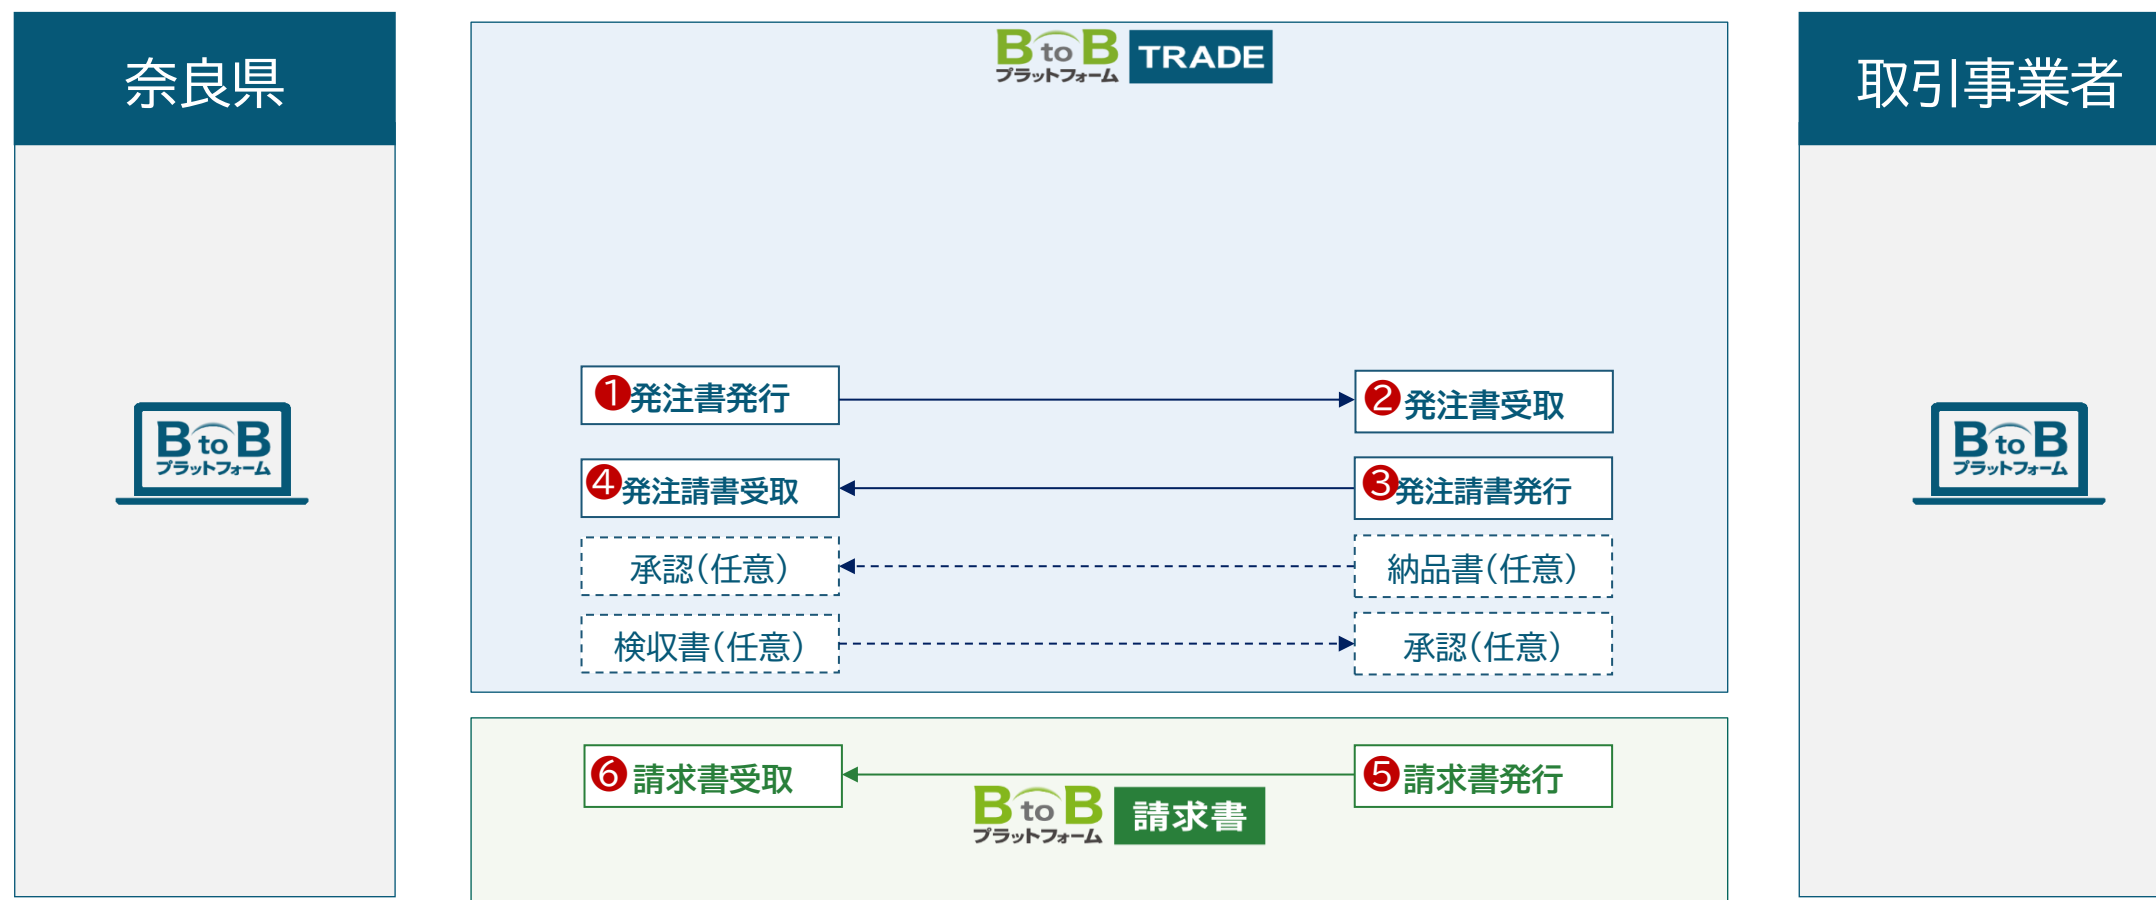 奈良県
BtoB
プラットフォーム
TRADE
取引事業者
❶発注書発行
❷発注書受取
BtoB
プラットフォーム
❹発注請書受取
❸発注請書発行
BtoB
プラットフォーム
承認(任意)
納品書(任意)
検収書(任意)
承認(任意)
❻請求書受取
❺請求書発行
BtoB
プラットフォーム
請求書